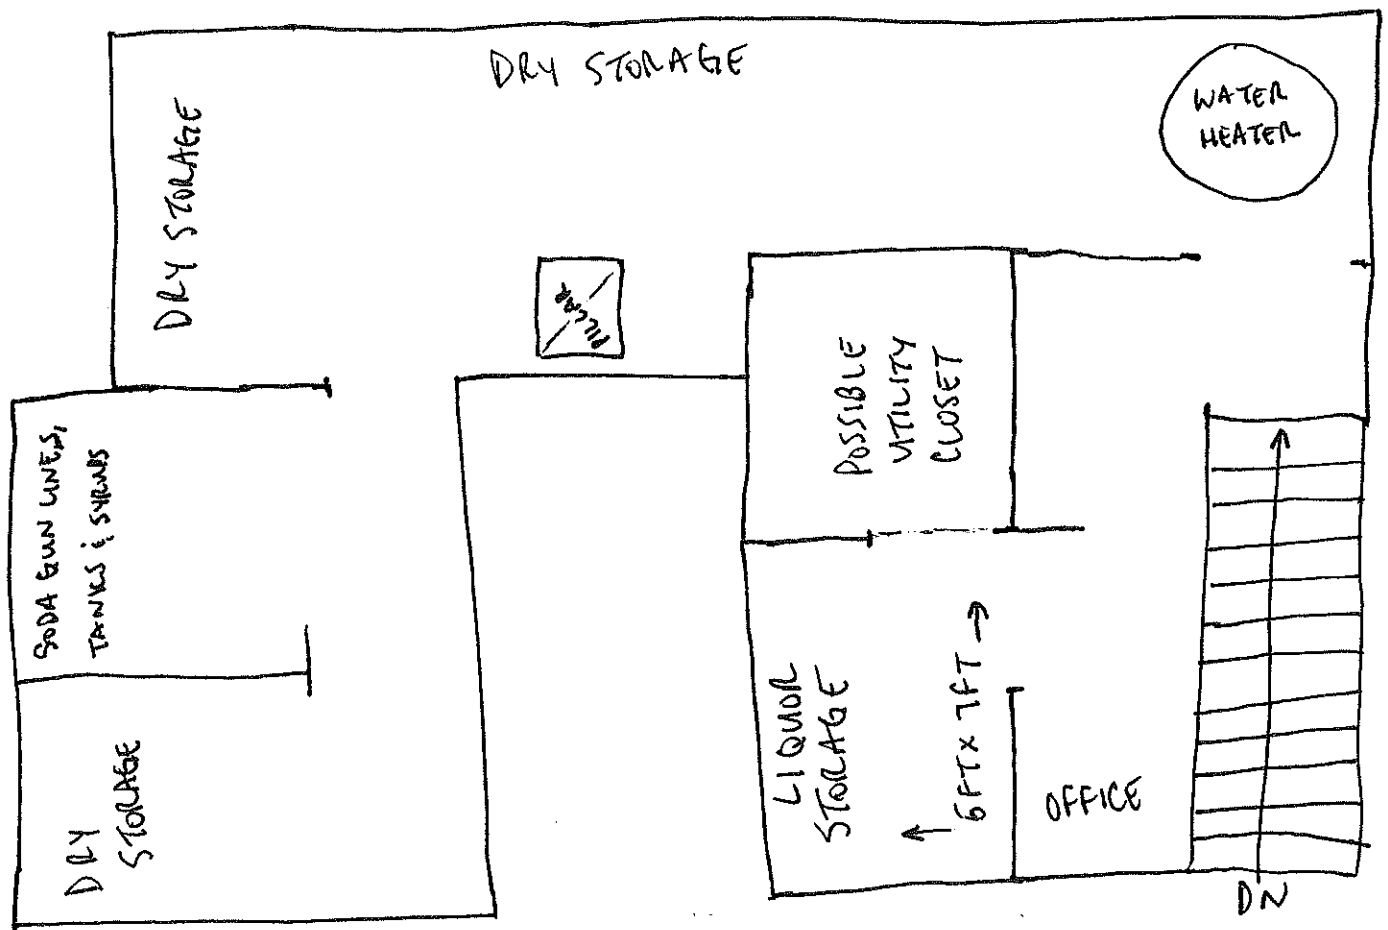 DRY STORAGE
WATER
HEATER
DRY STORAGE
PILLAR
POSSIBLE
UTILITY
CLOSET
SODA GUN LINES,
TANKS & SYRUPS
LIQUOR
STORAGE
6FT X 7FT
OFFICE
DRY
STORAGE
DN